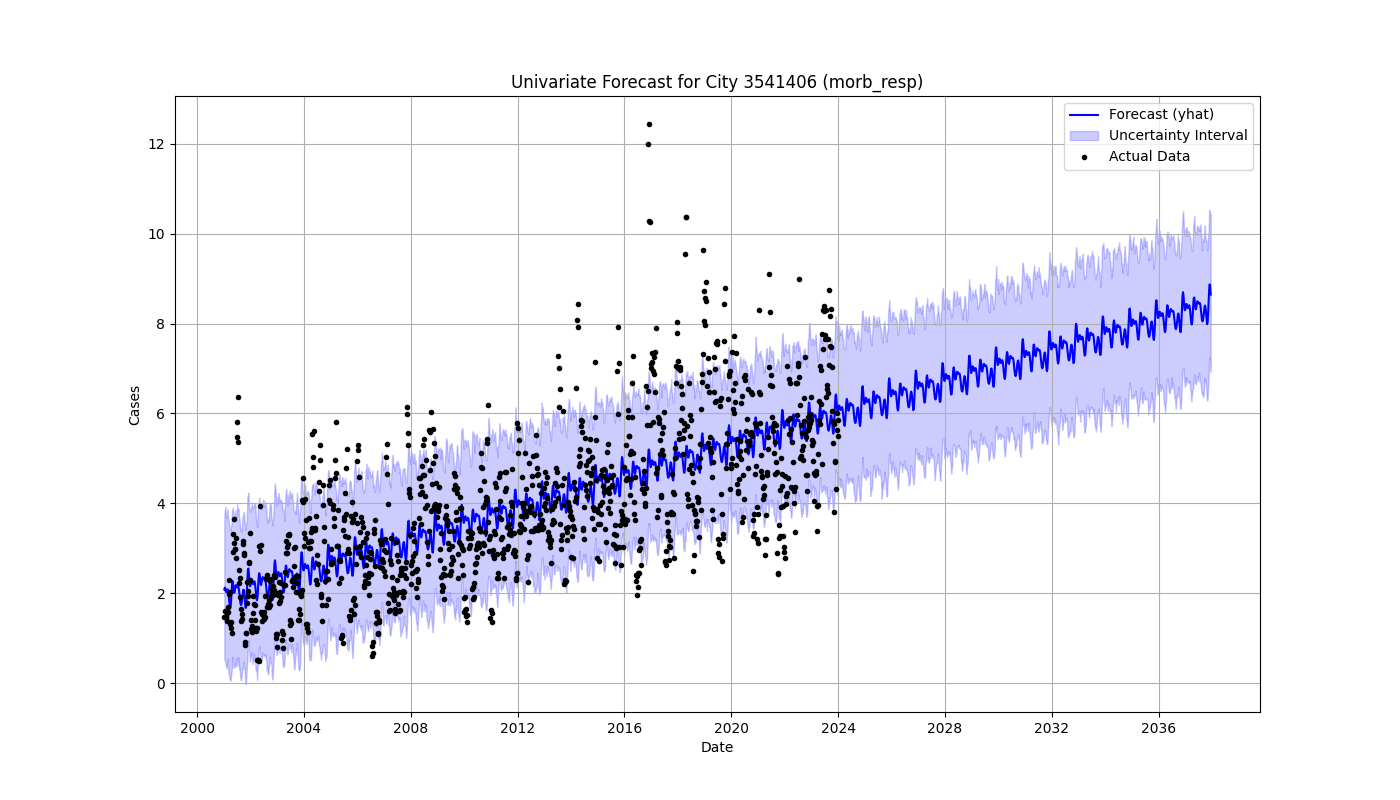 Univariate Forecast for City 3541406 (morb_resp)
Forecast (yhat)
Uncertainty Interval
Actual Data
12
10
8
6
4
2
0
Cases
2000 2004 2008 2012 2016 2020 2024 2028 2032 2036
Date